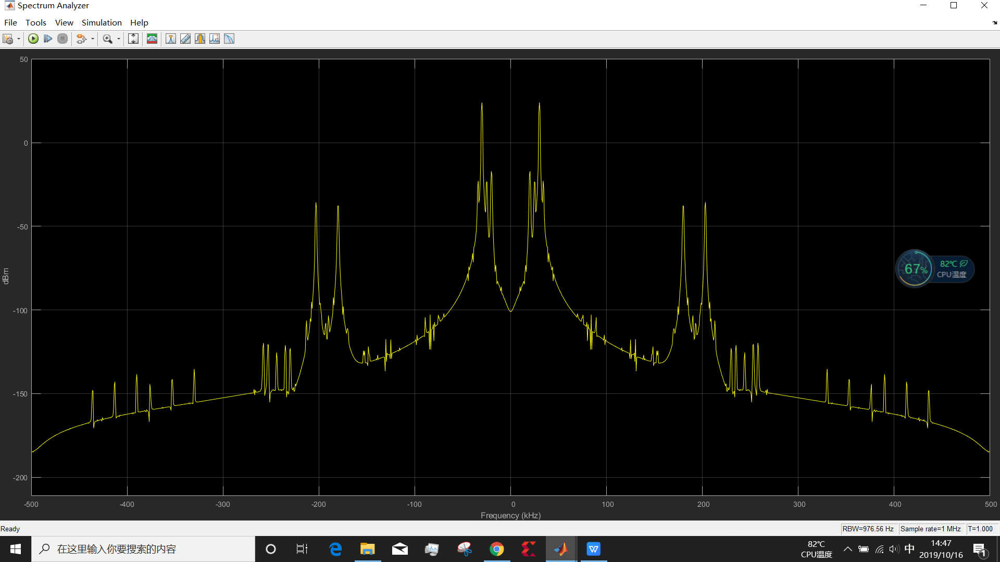 Spectrum Analyzer
File Tools View Simulation Help
50
0
-50
-100
-150
-200
dBm
-500 -400 -300 -200 -100 0 100 200 300 400 500
Frequency (kHz)
67%
82℃
CPU温度
Ready
RBW=976.56 Hz Sample rate=1 MHz T=1.000
在这里输入你要搜索的内容
82℃
CPU温度
中
14:47
2019/10/16
1